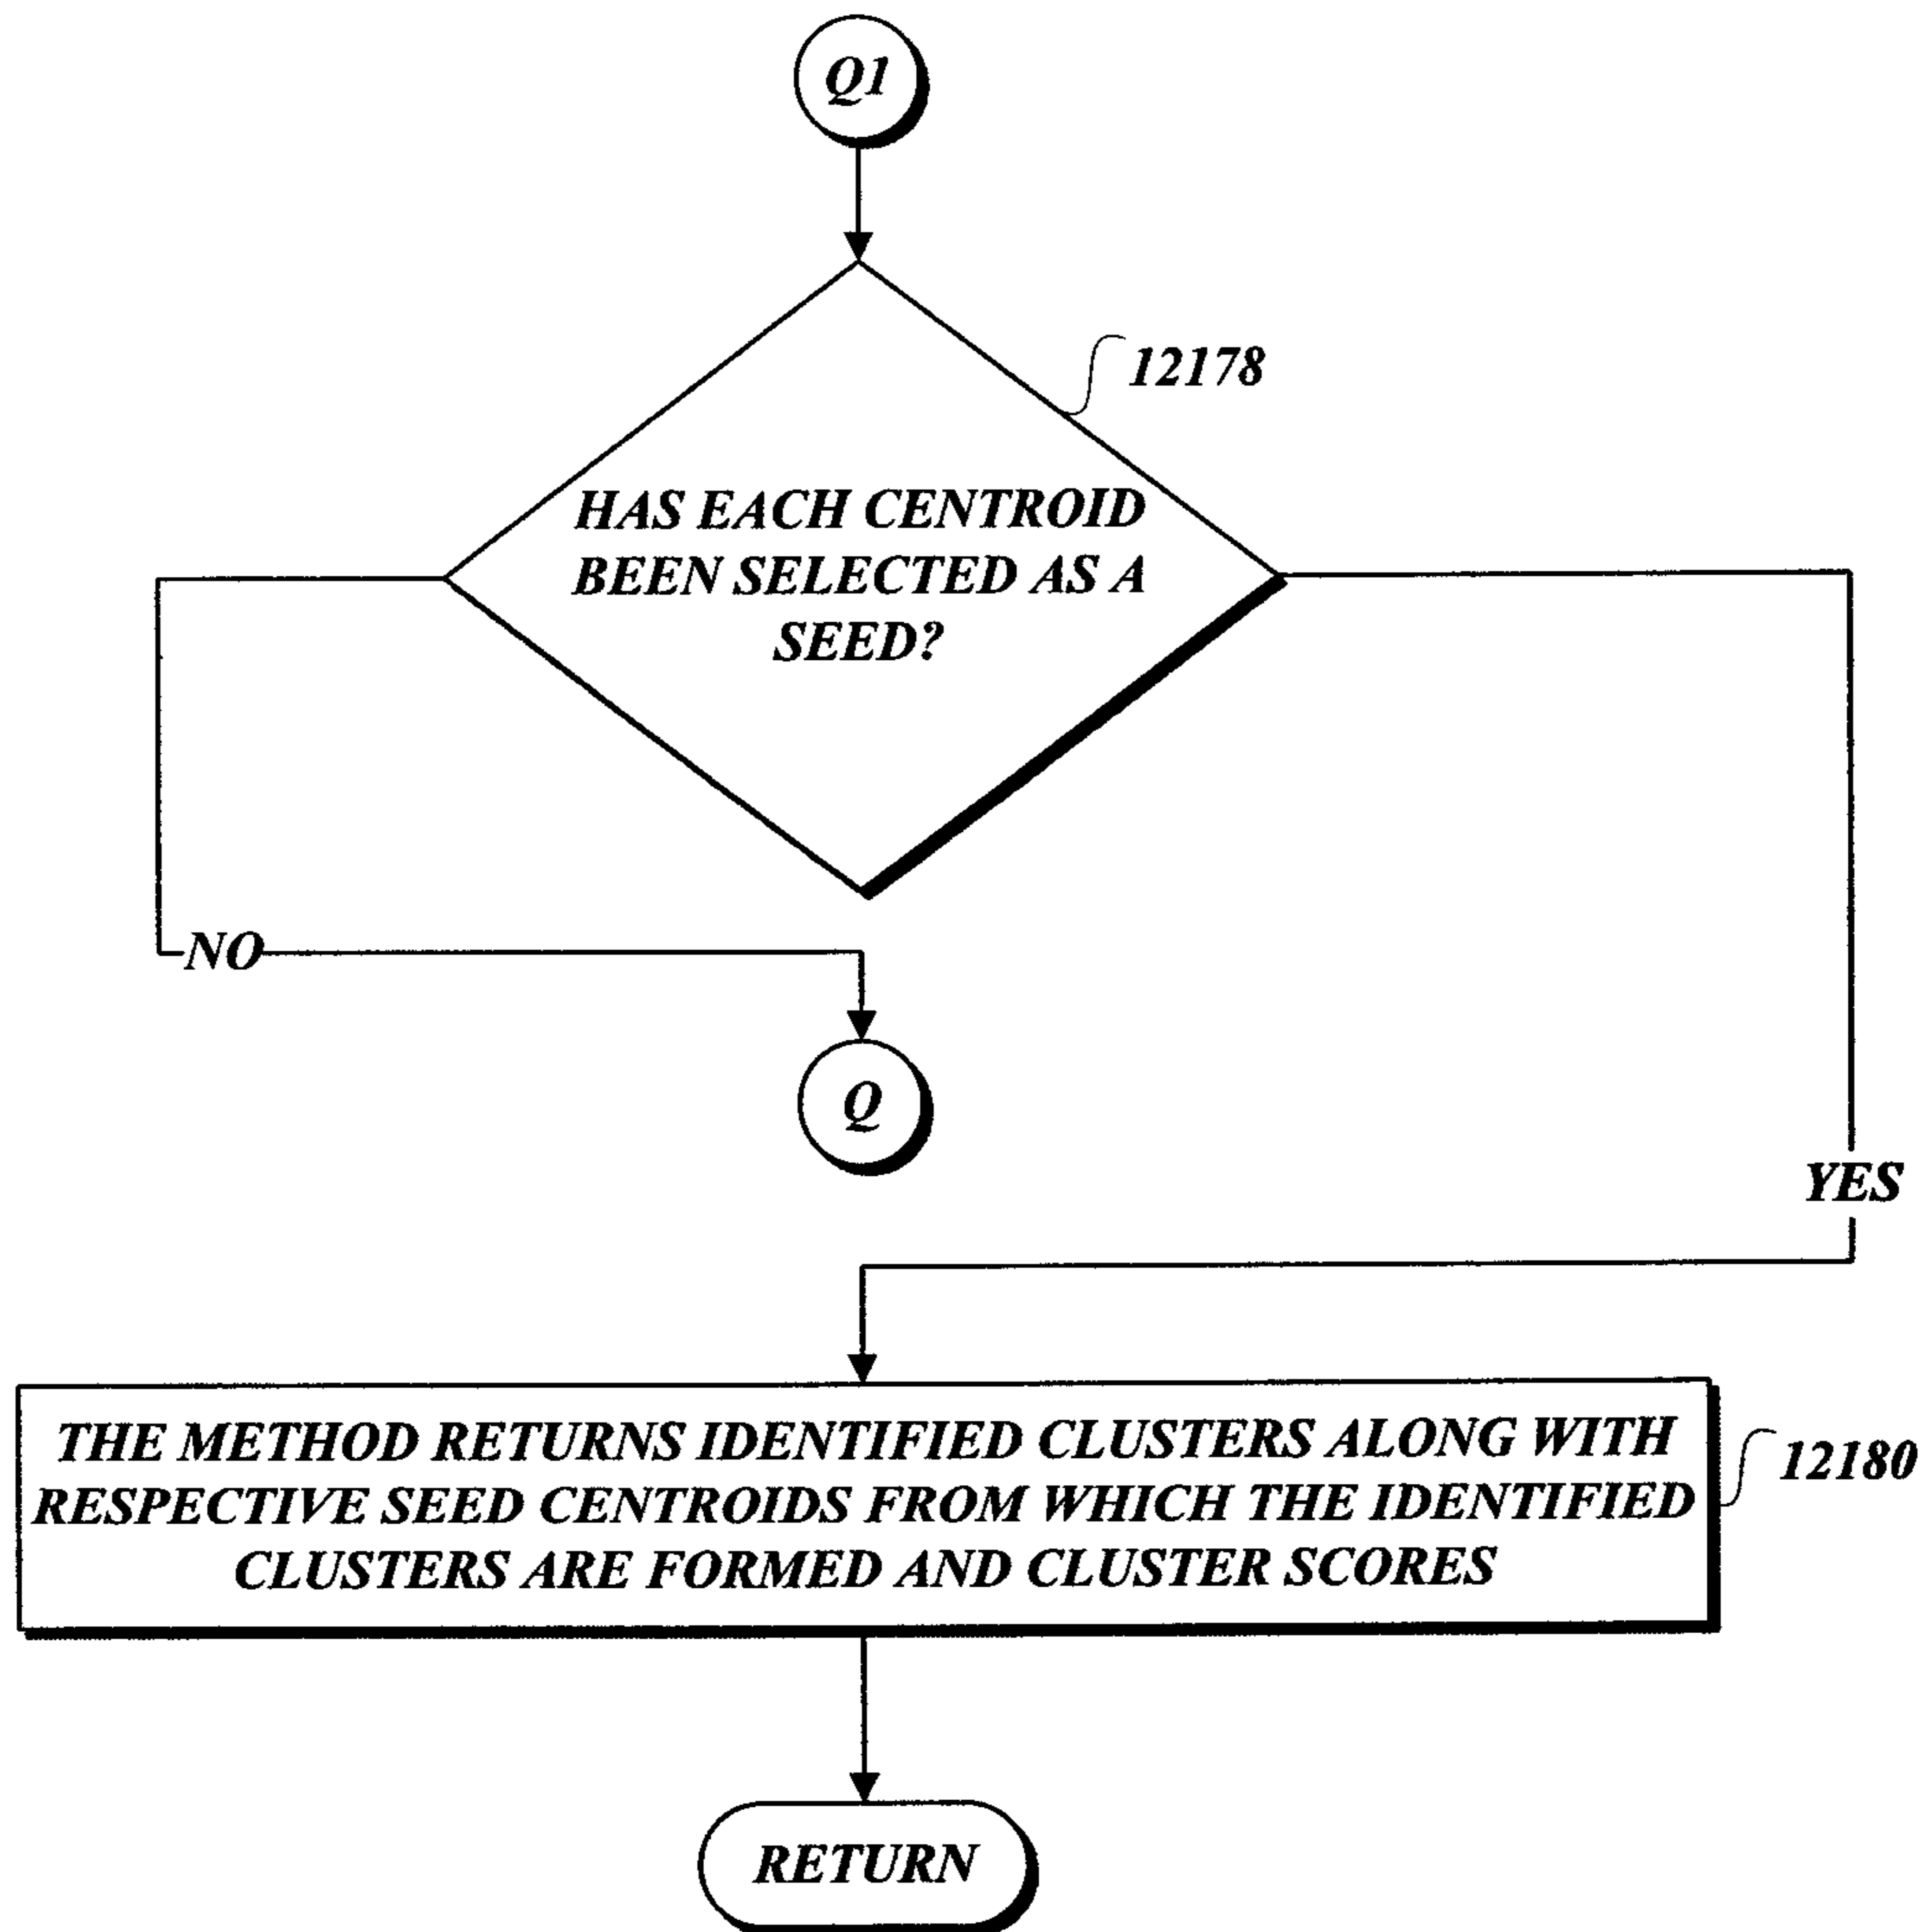 Q1
12178
HAS EACH CENTROID
BEEN SELECTED AS A
SEED?
NO
Q
YES
THE METHOD RETURNS IDENTIFIED CLUSTERS ALONG WITH
RESPECTIVE SEED CENTROIDS FROM WHICH THE IDENTIFIED
CLUSTERS ARE FORMED AND CLUSTER SCORES
12180
RETURN